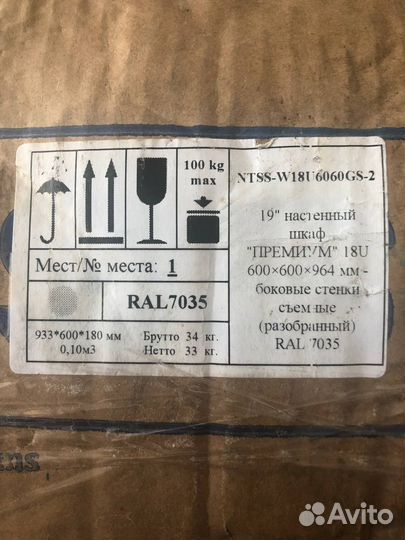 100 kg
max
NTSS-W18U6060GS-2
19" настенный
шкаф
"ПРЕМИУМ" 18U
600×600×964 мм -
боковые стенки
съемные
(разобранный)
RAL 7035
Мест/№ места: 1
RAL7035
933*600*180 мм
0,10м3
Брутто 34 кг.
Нетто 33 кг.
Avito